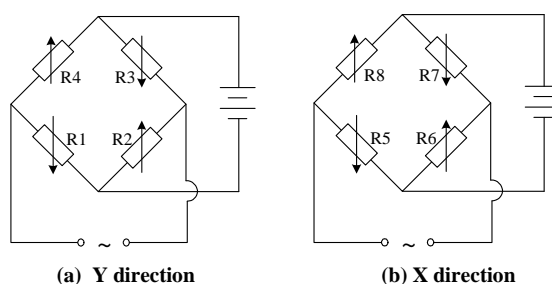 R4
R3
R1
R2
~
(a) Y direction
R8
R7
R5
R6
~
(b) X direction